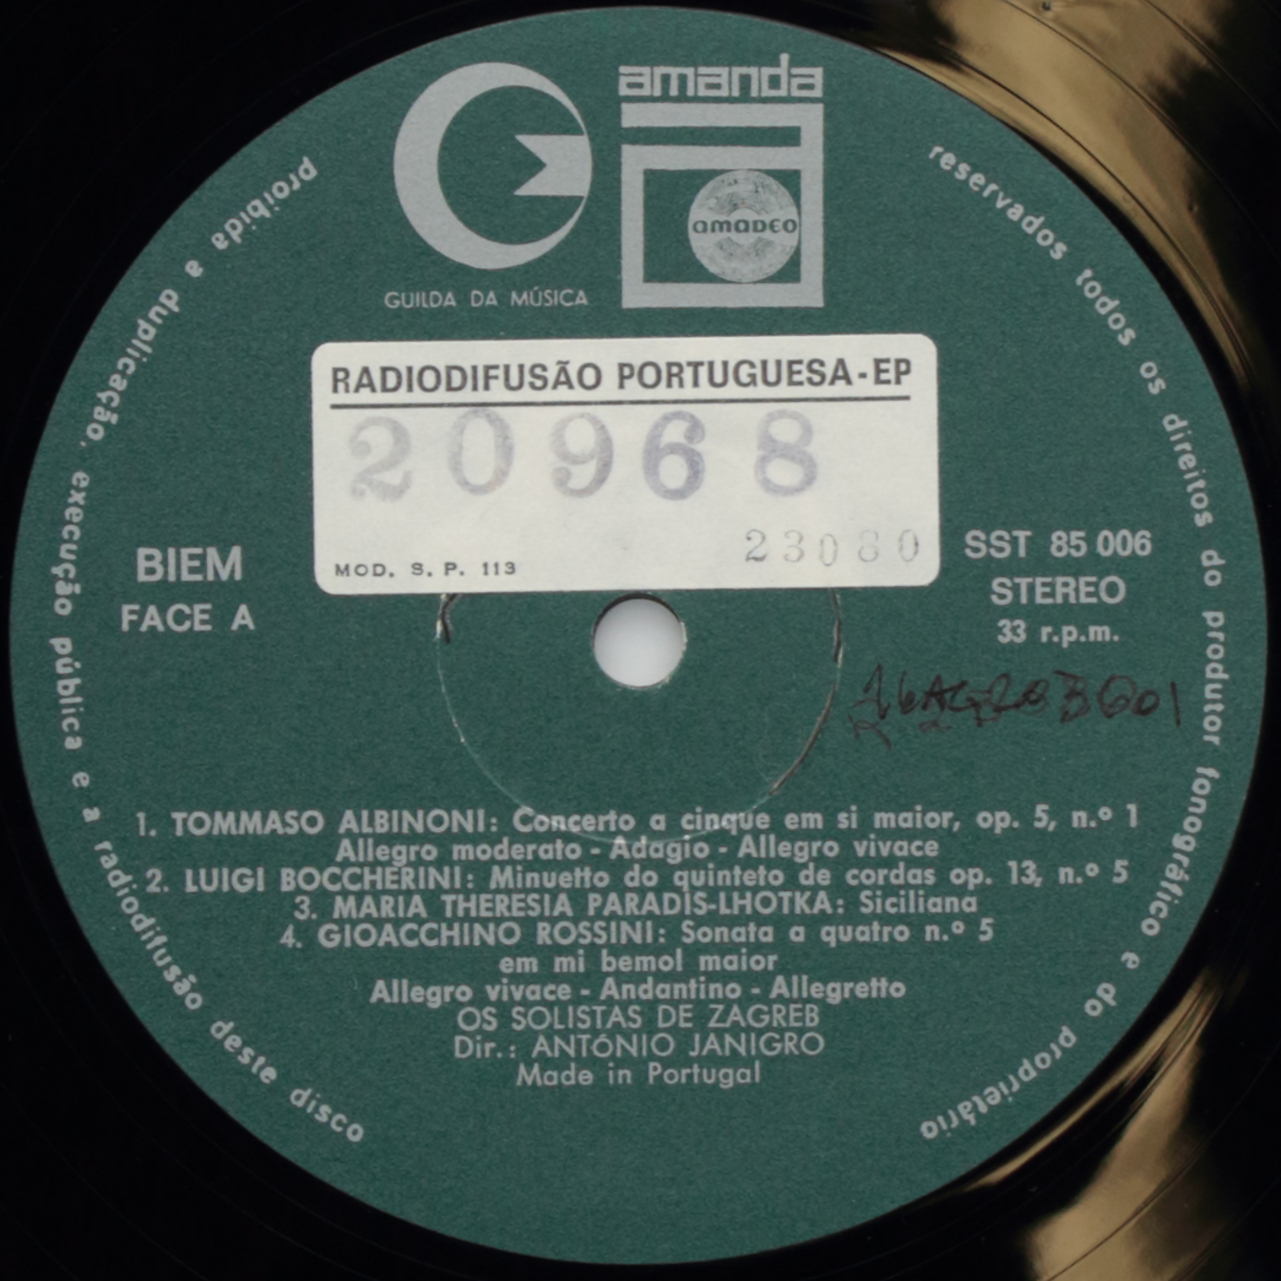 amanda
AMADEO
GUILDA DA MÚSICA
RADIODIFUSÃO PORTUGUESA-EP
20968
23080
MOD. S. P. 113
BIEM
FACE A
SST 85 006
STEREO
33 r.p.m.
1. TOMMASO ALBINONI: Concerto a cinque em si maior, op. 5, n.º 1
Allegro moderato - Adagio - Allegro vivace
2. LUIGI BOCCHERINI: Minuetto do quinteto de cordas op. 13, n.º 5
3. MARIA THERESIA PARADIS-LHOTKA: Siciliana
4. GIOACCHINO ROSSINI: Sonata a quatro n.º 5
em mi bemol maior
Allegro vivace - Andantino - Allegretto
OS SOLISTAS DE ZAGREB
Dir.: ANTÓNIO JANIGRO
Made in Portugal
reservados todos os direitos do produtor fonográfico e do proprietário
proibida a duplicação, execução pública e a radiodifusão deste disco